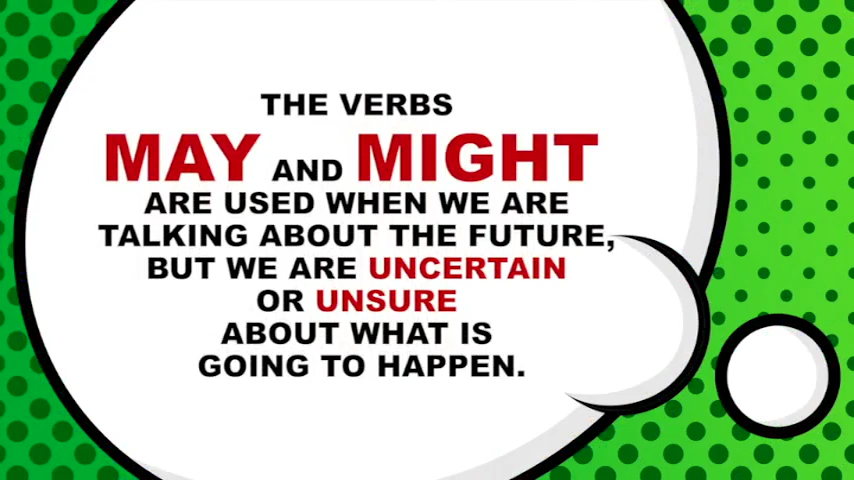 THE VERBS
MAY AND MIGHT
ARE USED WHEN WE ARE
TALKING ABOUT THE FUTURE,
BUT WE ARE UNCERTAIN
OR UNSURE
ABOUT WHAT IS
GOING TO HAPPEN.